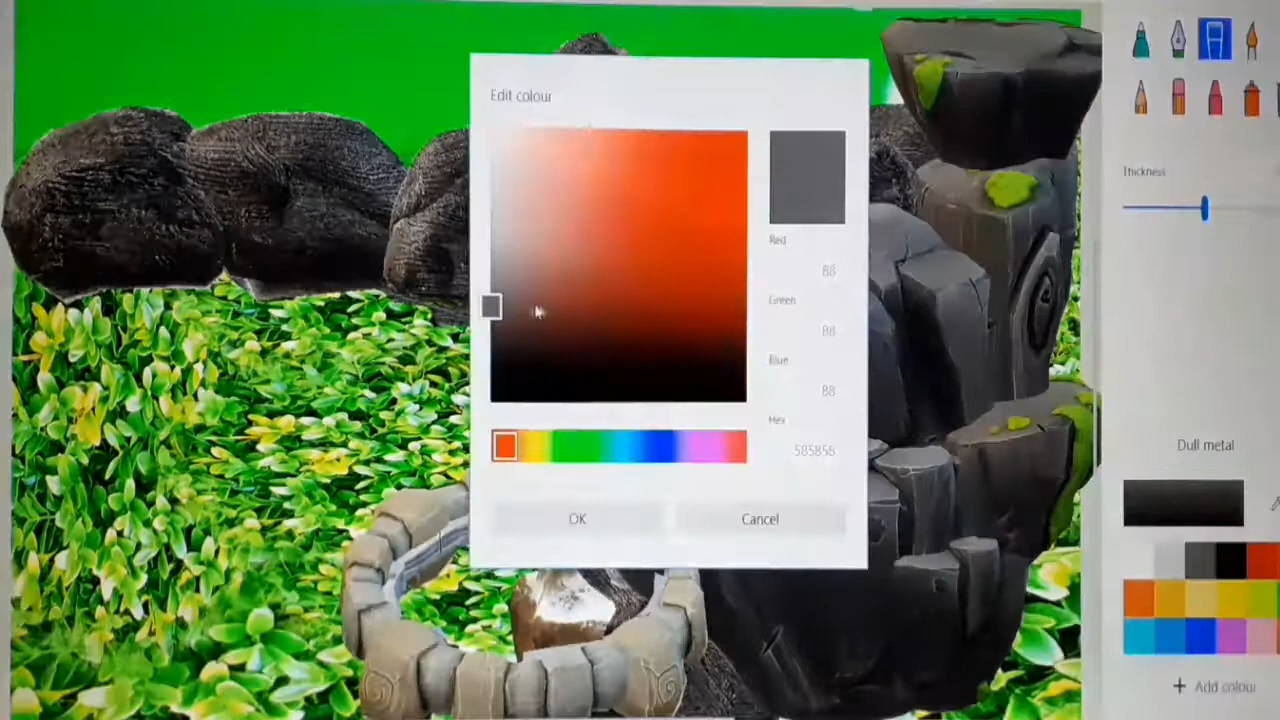 Edit colour
Thickness
Red
88
Green
88
Blue
88
Hex
585858
Dull metal
OK
Cancel
+ Add colour